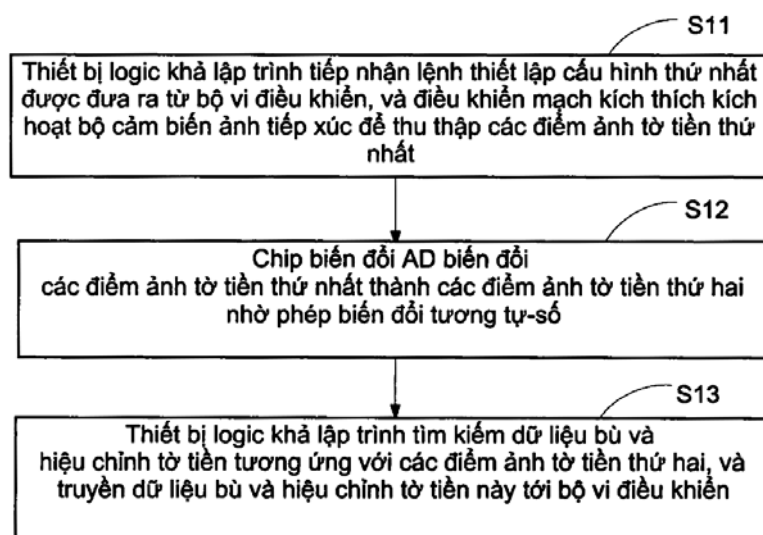 S11
Thiết bị logic khả lập trình tiếp nhận lệnh thiết lập cấu hình thứ nhất
được đưa ra từ bộ vi điều khiển, và điều khiển mạch kích thích kích
hoạt bộ cảm biến ảnh tiếp xúc để thu thập các điểm ảnh tờ tiền thứ
nhất
S12
Chip biến đổi AD biến đổi
các điểm ảnh tờ tiền thứ nhất thành các điểm ảnh tờ tiền thứ hai
nhờ phép biến đổi tương tự-số
S13
Thiết bị logic khả lập trình tìm kiếm dữ liệu bù và
hiệu chỉnh tờ tiền tương ứng với các điểm ảnh tờ tiền thứ hai, và
truyền dữ liệu bù và hiệu chỉnh tờ tiền này tới bộ vi điều khiển